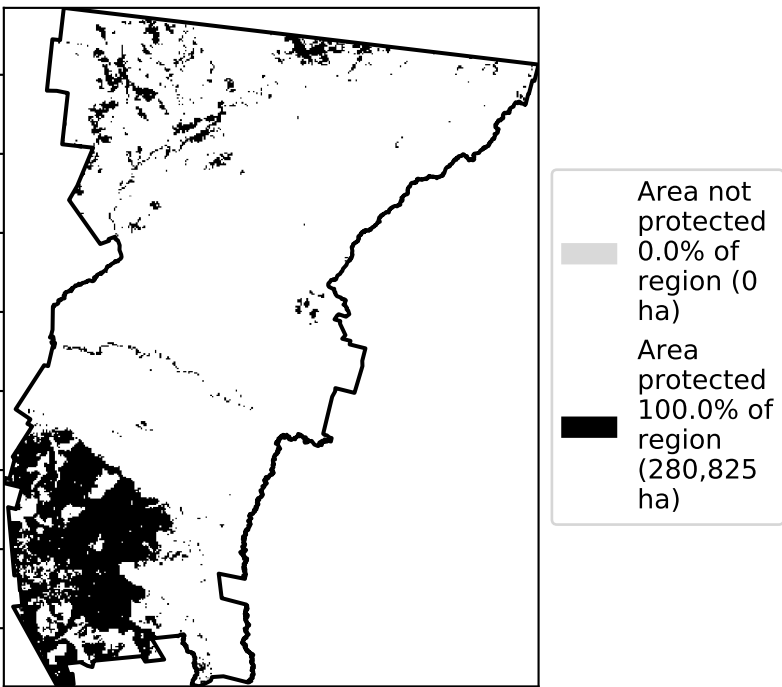 Area not
protected
0.0% of
region (0
ha)
Area
protected
100.0% of
region
(280,825
ha)